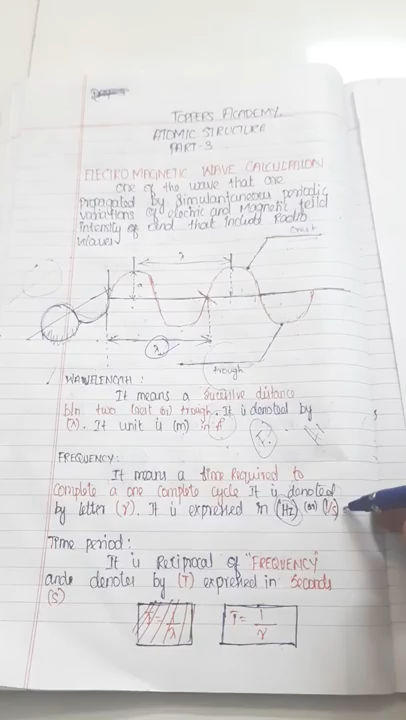 TOPPERS ACADEMY.
ATOMIC STRUCTURE
PART-3
ELECTRO MAGNETIC WAVE CALCULATION
One of the wave that are
propagated by Simulantaneous periodic
variations of electric and Magnetic feild
intensity of and that include Radio
waves
crest
λ
trough
WAVELENGTH:
It means a Sucessive distance
b/n two crest (or) trough. It is denoted by
(λ). It unit is (m) in
FREQUENCY:
It means a time Required to
complete a one complete cycle It is denoted
by letter (γ). It is expressed in (Hz) (or) (1/s)
Time period:
It is Reciprocal of "FREQUENCY"
and denoted by (T) expressed in Seconds
(S)
T = 1/γ